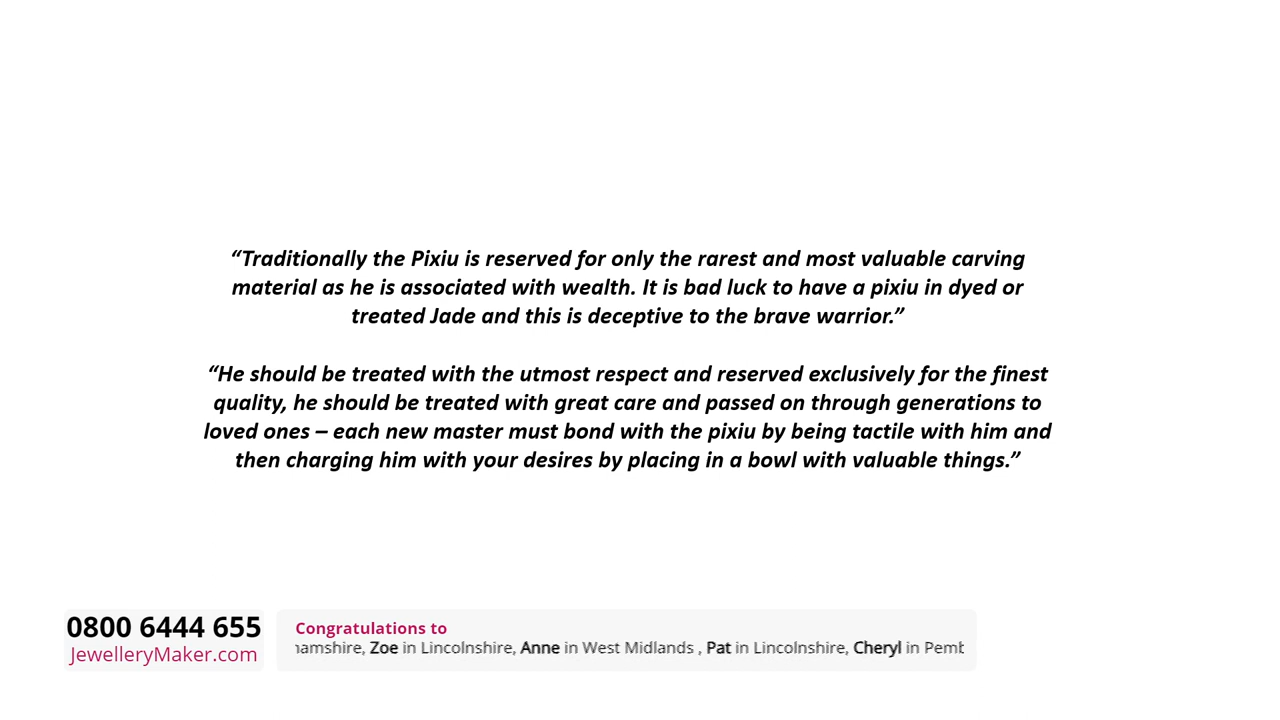 “Traditionally the Pixiu is reserved for only the rarest and most valuable carving
material as he is associated with wealth. It is bad luck to have a pixiu in dyed or
treated Jade and this is deceptive to the brave warrior.”
“He should be treated with the utmost respect and reserved exclusively for the finest
quality, he should be treated with great care and passed on through generations to
loved ones – each new master must bond with the pixiu by being tactile with him and
then charging him with your desires by placing in a bowl with valuable things.”
0800 6444 655
JewelleryMaker.com
Congratulations to
Zoe in Lincolnshire, Anne in West Midlands , Pat in Lincolnshire, Cheryl in